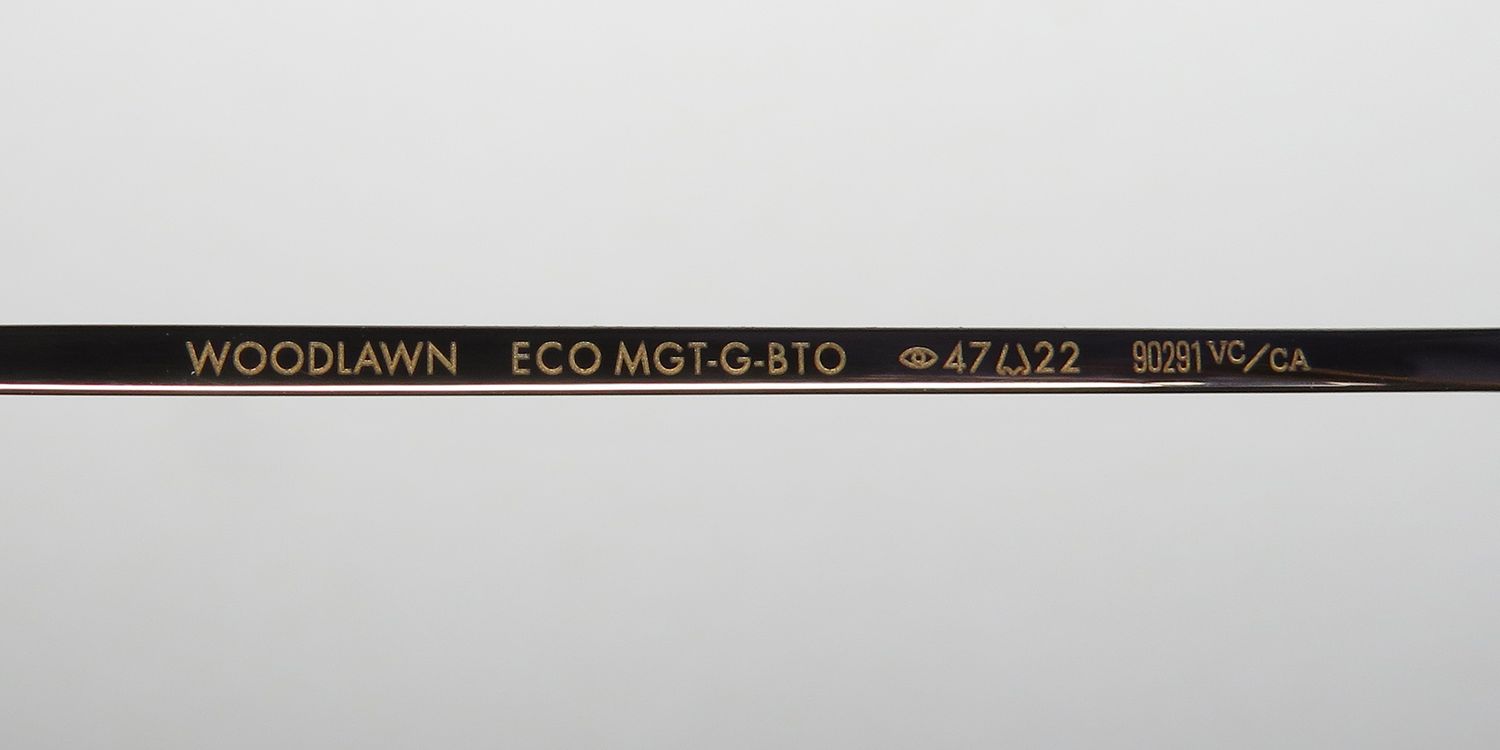 WOODLAWN ECO MGT-G-BTO 47 22 90291 VC/CA